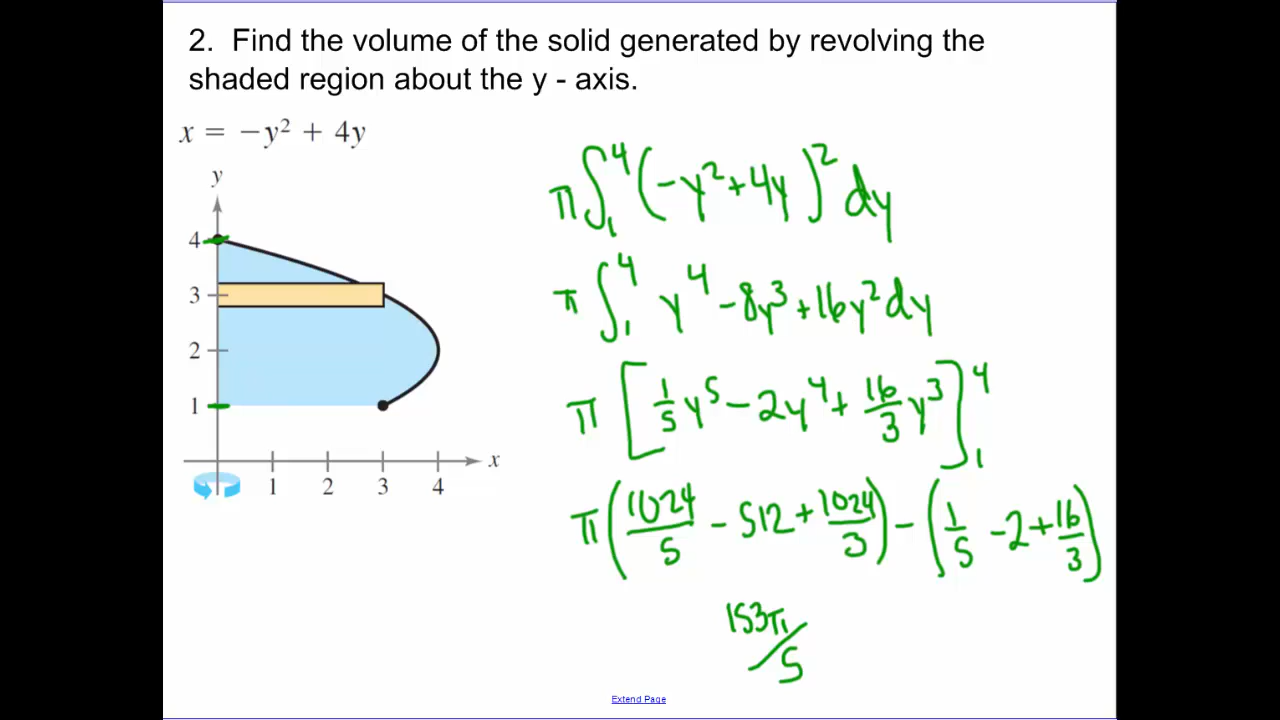 2. Find the volume of the solid generated by revolving the
shaded region about the y - axis.
x = −y² + 4y
y
4
3
2
1
1 2 3 4 x
π∫₁⁴(−y²+4y)² dy
π∫₁⁴ y⁴ −8y³ +16y² dy
π[1/5 y⁵ − 2y⁴ + 16/3 y³]₁⁴
π(1024/5 − 512 + 1024/3) − (1/5 − 2 + 16/3)
153π/5
Extend Page